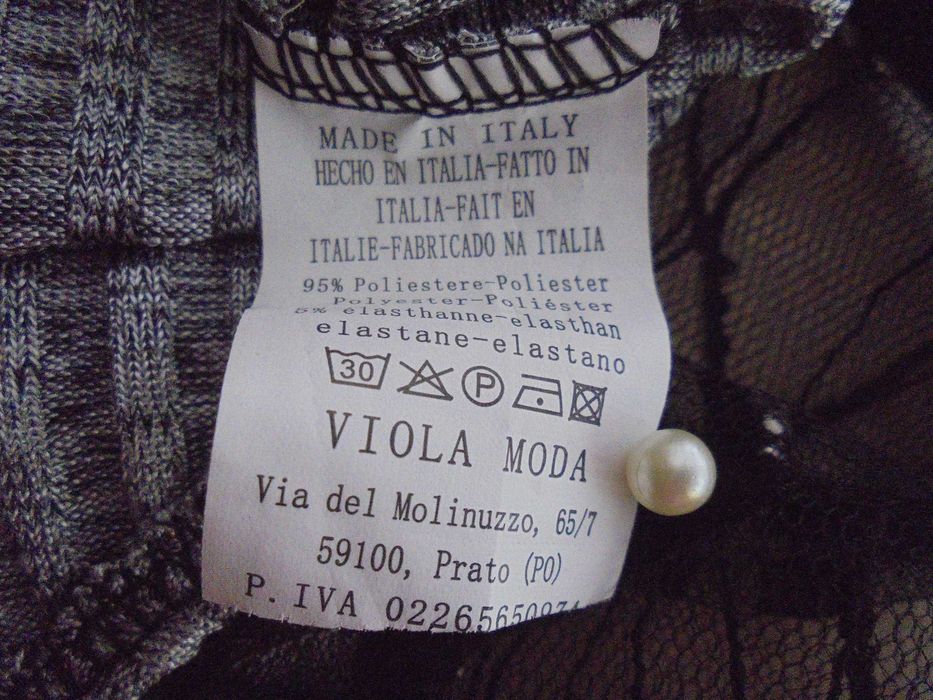 MADE IN ITALY
HECHO EN ITALIA-FATTO IN
ITALIA-FAIT EN
ITALIE-FABRICADO NA ITALIA
95% Poliestere-Poliester
Polyester-Poliéster
5% elasthanne-elasthan
elastane-elastano
30 P
VIOLA MODA
Via del Molinuzzo, 65/7
59100, Prato (PO)
P. IVA